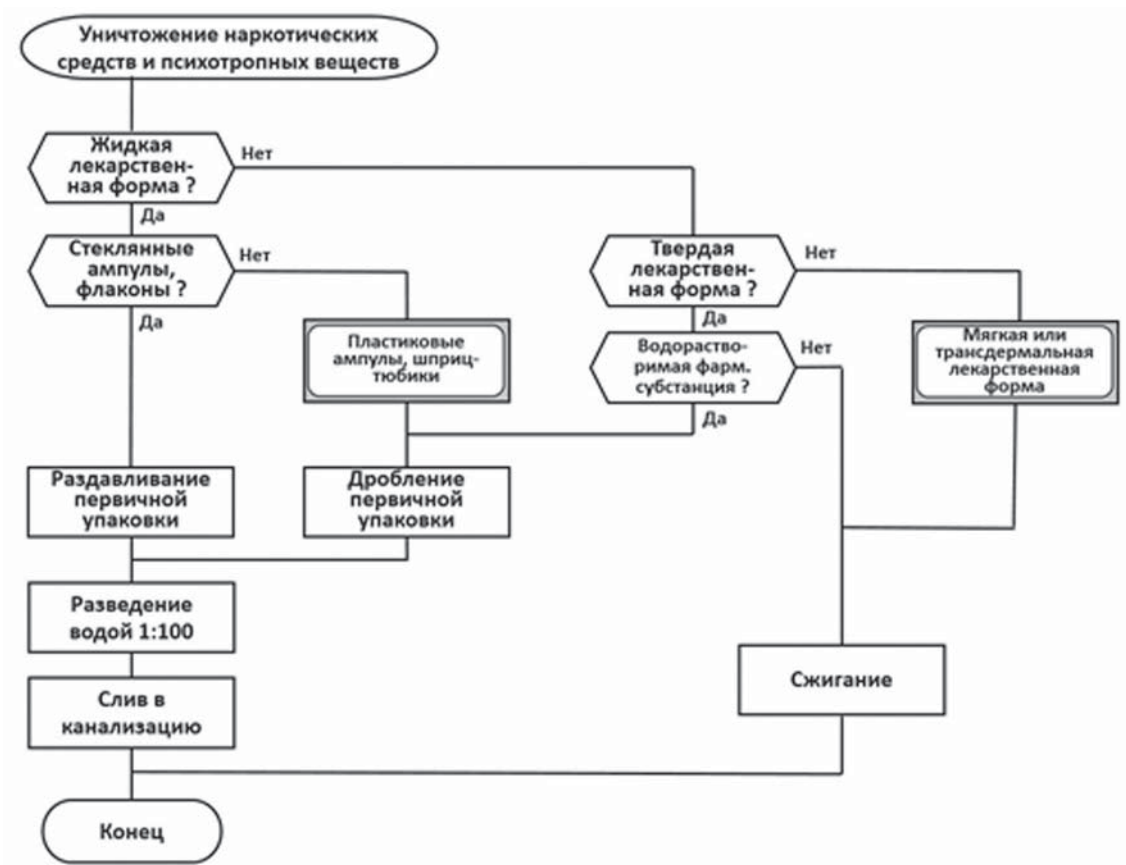 Уничтожение наркотических
средств и психотропных веществ
Жидкая
лекарствен-
ная форма ?
Нет
Да
Стеклянные
ампулы,
флаконы ?
Нет
Да
Твердая
лекарствен-
ная форма ?
Нет
Да
Пластиковые
ампулы, шприц-
тюбики
Водораство-
римая фарм.
субстанция ?
Нет
Да
Мягкая или
трансдермальная
лекарственная
форма
Раздавливание
первичной
упаковки
Дробление
первичной
упаковки
Разведение
водой 1:100
Слив в
канализацию
Сжигание
Конец